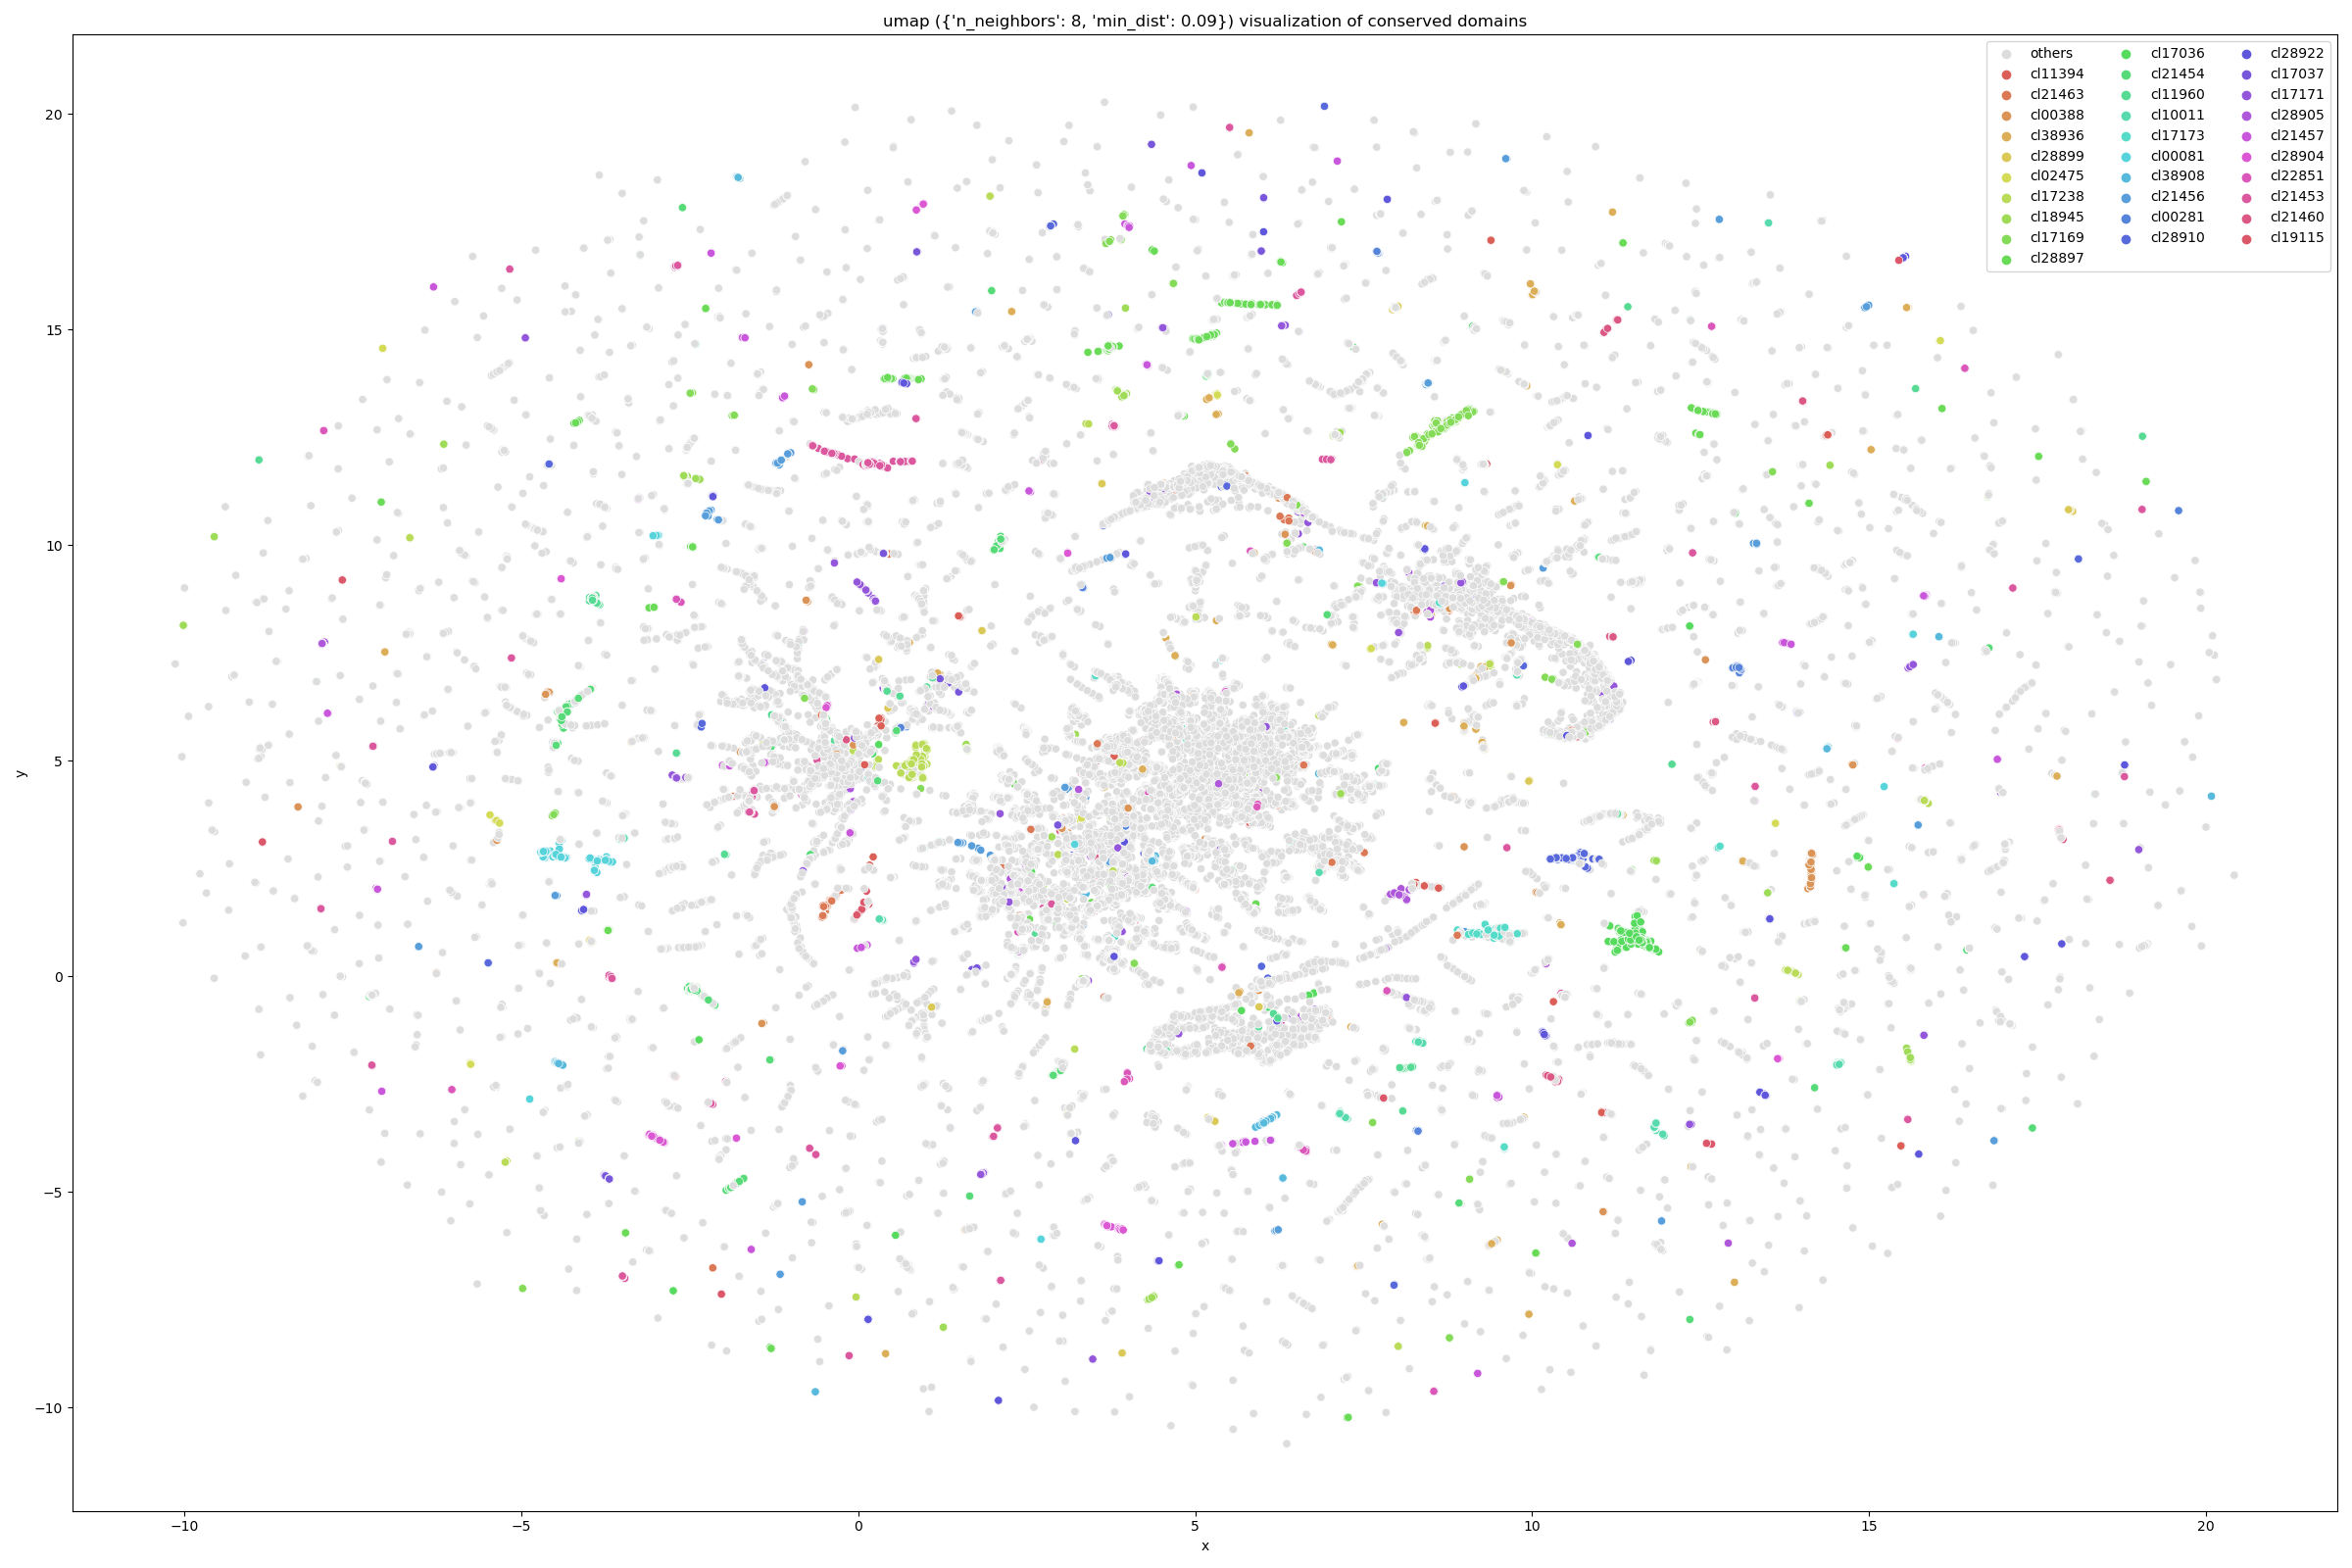 umap ({'n_neighbors': 8, 'min_dist': 0.09}) visualization of conserved domains
others
cl11394
cl21463
cl00388
cl38936
cl28899
cl02475
cl17238
cl18945
cl17169
cl28897
cl17036
cl21454
cl11960
cl10011
cl17173
cl00081
cl38908
cl21456
cl00281
cl28910
cl28922
cl17037
cl17171
cl28905
cl21457
cl28904
cl22851
cl21453
cl21460
cl19115
y
20
15
10
5
0
−5
−10
−10
−5
0
5
10
15
20
x